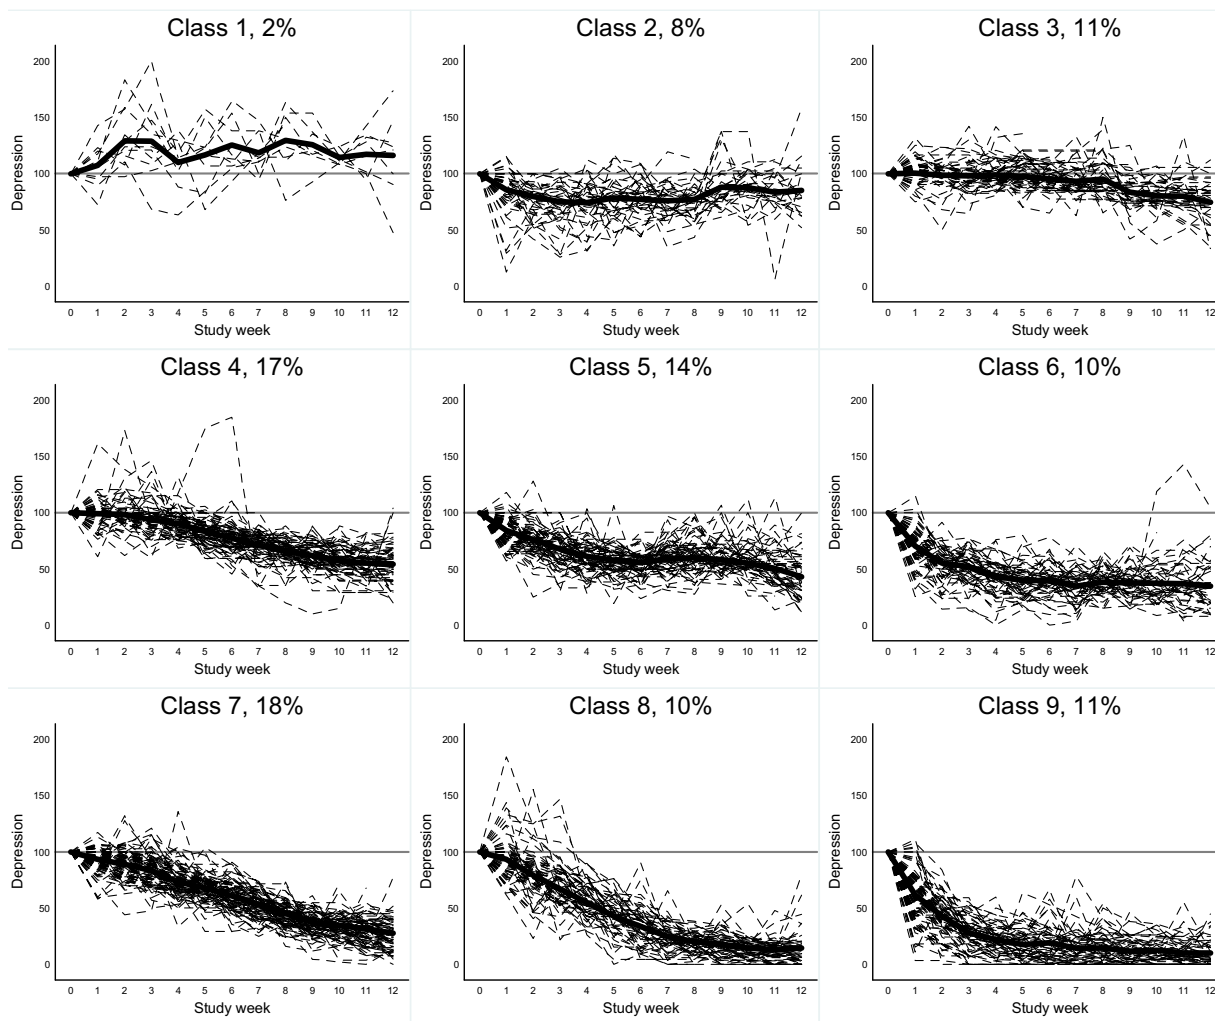 Class 1, 2%
200
150
100
50
0
Depression
0 1 2 3 4 5 6 7 8 9 10 11 12
Study week
Class 2, 8%
200
150
100
50
0
Depression
0 1 2 3 4 5 6 7 8 9 10 11 12
Study week
Class 3, 11%
200
150
100
50
0
Depression
0 1 2 3 4 5 6 7 8 9 10 11 12
Study week
Class 4, 17%
200
150
100
50
0
Depression
0 1 2 3 4 5 6 7 8 9 10 11 12
Study week
Class 5, 14%
200
150
100
50
0
Depression
0 1 2 3 4 5 6 7 8 9 10 11 12
Study week
Class 6, 10%
200
150
100
50
0
Depression
0 1 2 3 4 5 6 7 8 9 10 11 12
Study week
Class 7, 18%
200
150
100
50
0
Depression
0 1 2 3 4 5 6 7 8 9 10 11 12
Study week
Class 8, 10%
200
150
100
50
0
Depression
0 1 2 3 4 5 6 7 8 9 10 11 12
Study week
Class 9, 11%
200
150
100
50
0
Depression
0 1 2 3 4 5 6 7 8 9 10 11 12
Study week